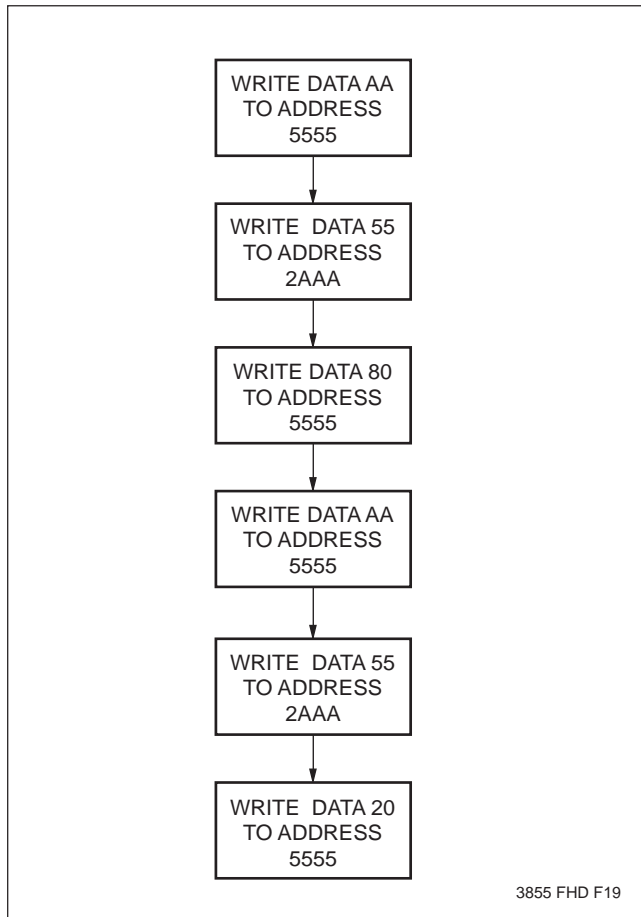 WRITE DATA AA
TO ADDRESS
5555
WRITE DATA 55
TO ADDRESS
2AAA
WRITE DATA 80
TO ADDRESS
5555
WRITE DATA AA
TO ADDRESS
5555
WRITE DATA 55
TO ADDRESS
2AAA
WRITE DATA 20
TO ADDRESS
5555
3855 FHD F19